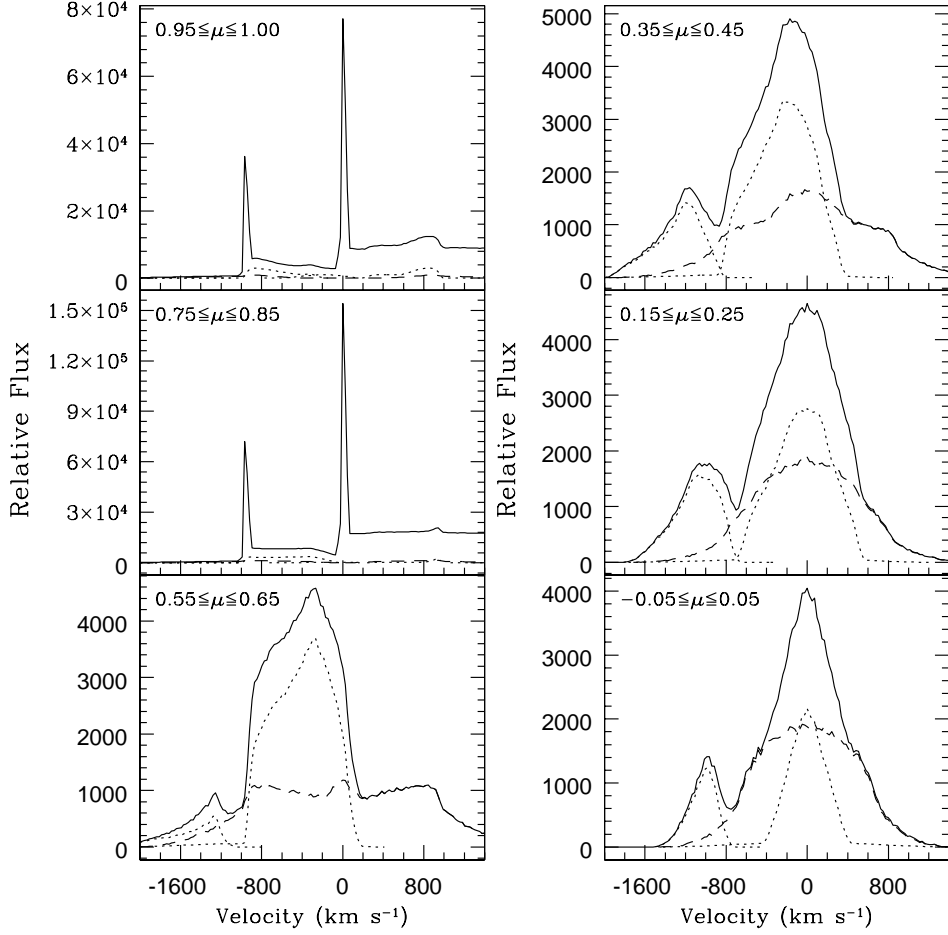 0.95≦μ≦1.00
8×10⁴
6×10⁴
4×10⁴
2×10⁴
0
0.75≦μ≦0.85
1.5×10⁵
1.2×10⁵
9×10⁴
6×10⁴
3×10⁴
0
Relative Flux
0.55≦μ≦0.65
4000
3000
2000
1000
0
-1600 -800 0 800
Velocity (km s⁻¹)
0.35≦μ≦0.45
5000
4000
3000
2000
1000
0
0.15≦μ≦0.25
4000
3000
2000
1000
0
Relative Flux
−0.05≦μ≦0.05
4000
3000
2000
1000
0
-1600 -800 0 800
Velocity (km s⁻¹)